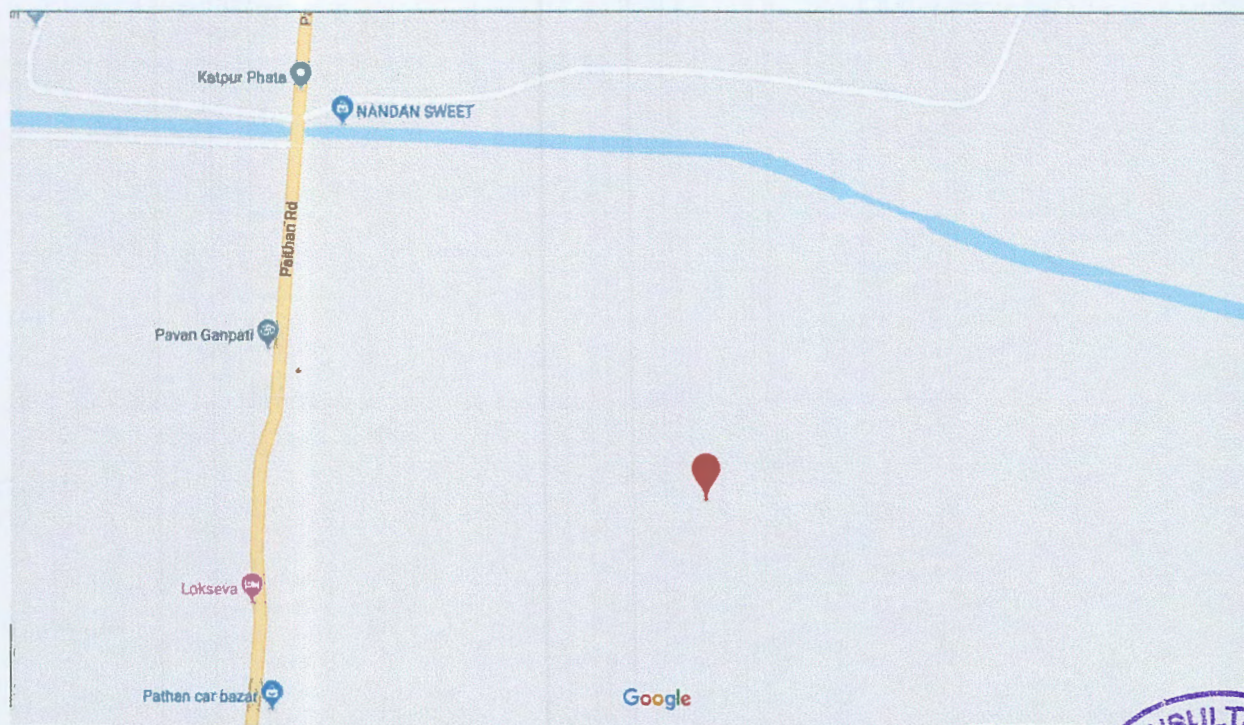 Katpur Phata
NANDAN SWEET
Paithan Rd
Pavan Ganpati
Lokseva
Pathan car bazar
Google